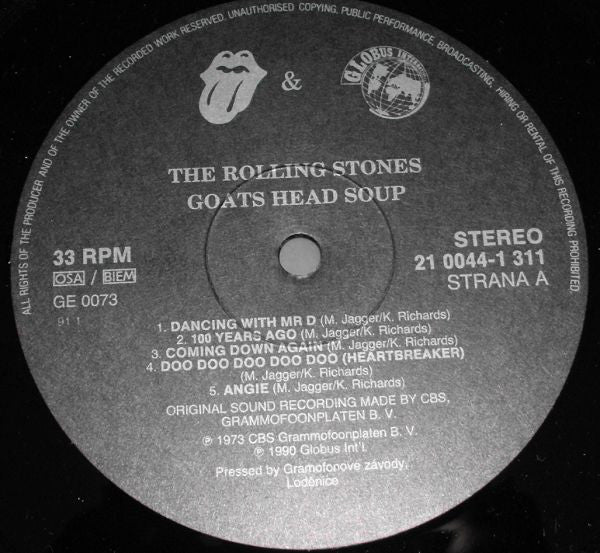 ALL RIGHTS OF THE PRODUCER AND OF THE OWNER OF THE RECORDED WORK RESERVED. UNAUTHORISED COPYING. PUBLIC PERFORMANCE, BROADCASTING. HIRING OR RENTAL OF THIS RECORDING PROHIBITED.
&
GLOBUS INTERNATIONAL
THE ROLLING STONES
GOATS HEAD SOUP
33 RPM
OSA / BIEM
GE 0073
91 1
STEREO
21 0044-1 311
STRANA A
1. DANCING WITH MR D (M. Jagger/K. Richards)
2. 100 YEARS AGO (M. Jagger/K. Richards)
3. COMING DOWN AGAIN (M. Jagger/K. Richards)
4. DOO DOO DOO DOO DOO (HEARTBREAKER)
(M. Jagger/K. Richards)
5. ANGIE (M. Jagger/K. Richards)
ORIGINAL SOUND RECORDING MADE BY CBS,
GRAMMOFOONPLATEN B. V.
℗ 1973 CBS Grammofoonplaten B. V.
℗ 1990 Globus Int'l.
Pressed by Gramofonové závody,
Loděnice